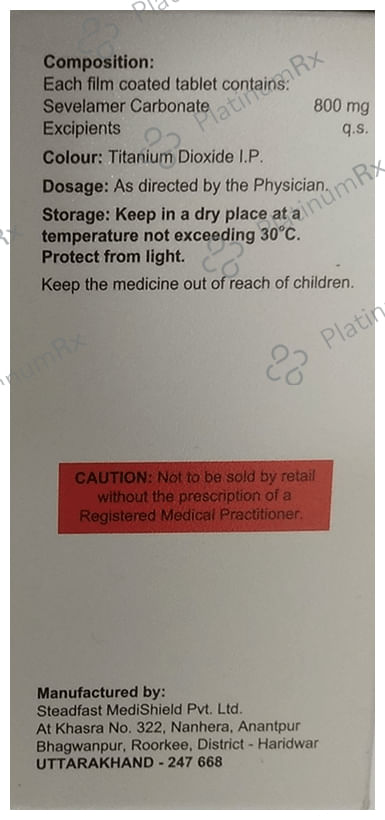 Composition:
Each film coated tablet contains:
Sevelamer Carbonate 800 mg
Excipients q.s.
Colour: Titanium Dioxide I.P.
Dosage: As directed by the Physician.
Storage: Keep in a dry place at a
temperature not exceeding 30°C.
Protect from light.
Keep the medicine out of reach of children.
CAUTION: Not to be sold by retail
without the prescription of a
Registered Medical Practitioner.
Manufactured by:
Steadfast MediShield Pvt. Ltd.
At Khasra No. 322, Nanhera, Anantpur
Bhagwanpur, Roorkee, District - Haridwar
UTTARAKHAND - 247 668
PlatinumRx
PlatinumRx